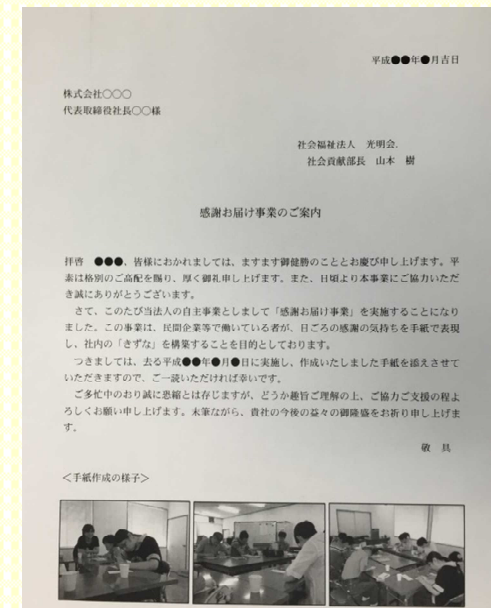 平成●●年●月吉日
株式会社○○○
代表取締役社長○○様
社会福祉法人　光明会.
社会貢献部長　山本　樹
感謝お届け事業のご案内
拝啓　●●●、皆様におかれましては、ますます御健勝のこととお慶び申し上げます。平
素は格別のご高配を賜り、厚く御礼申し上げます。また、日頃より本事業にご協力いただ
き誠にありがとうございます。
さて、このたび当法人の自主事業としまして「感謝お届け事業」を実施することになり
ました。この事業は、民間企業等で働いている者が、日ごろの感謝の気持ちを手紙で表現
し、社内の「きずな」を構築することを目的としております。
つきましては、去る平成●●年●月●日に実施し、作成いたしました手紙を添えさせて
いただきますので、ご一読いただければ幸いです。
ご多忙中のおり誠に恐縮とは存じますが、どうか趣旨ご理解の上、ご協力ご支援の程よ
ろしくお願い申し上げます。末筆ながら、貴社の今後の益々の御隆盛をお祈り申し上げま
す。
敬　具
＜手紙作成の様子＞